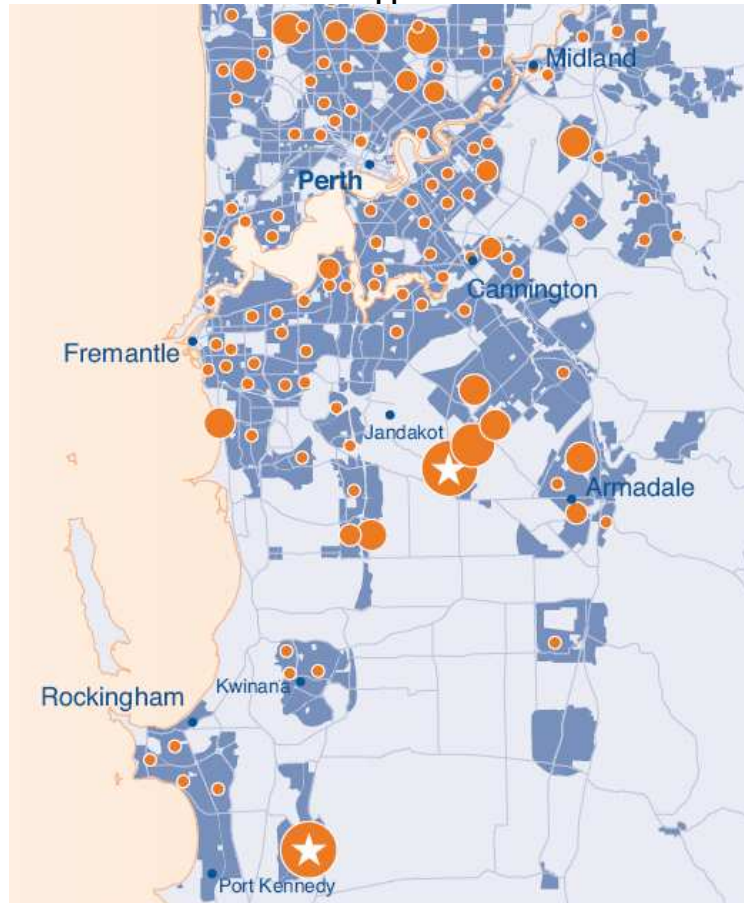 Midland
Perth
Cannington
Fremantle
Jandakot
Armadale
Kwinana
Rockingham
Port Kennedy